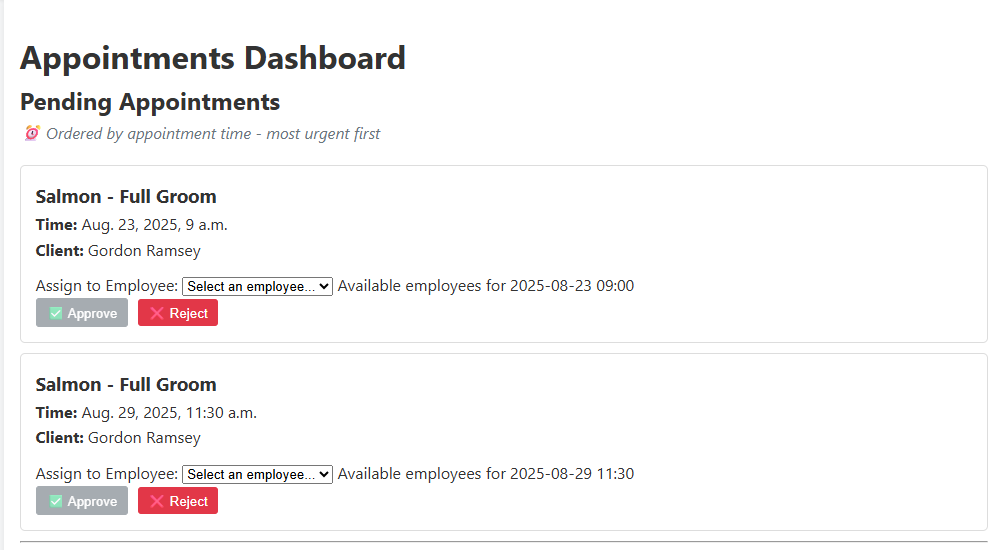 Appointments Dashboard
Pending Appointments
⏰ Ordered by appointment time - most urgent first
Salmon - Full Groom
Time: Aug. 23, 2025, 9 a.m.
Client: Gordon Ramsey
Assign to Employee: Select an employee... Available employees for 2025-08-23 09:00
✅ Approve ❌ Reject
Salmon - Full Groom
Time: Aug. 29, 2025, 11:30 a.m.
Client: Gordon Ramsey
Assign to Employee: Select an employee... Available employees for 2025-08-29 11:30
✅ Approve ❌ Reject